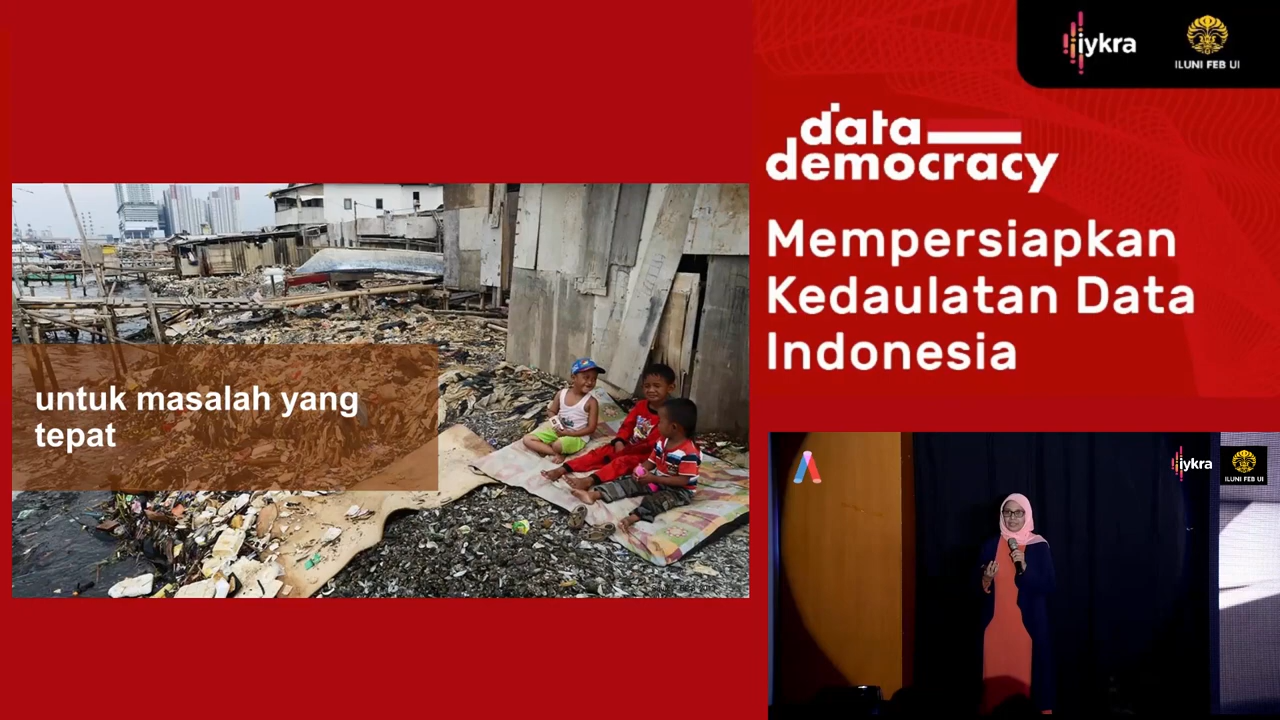 iykra
ILUNI FEB UI
data
democracy
Mempersiapkan
Kedaulatan Data
Indonesia
untuk masalah yang
tepat
iykra
ILUNI FEB UI